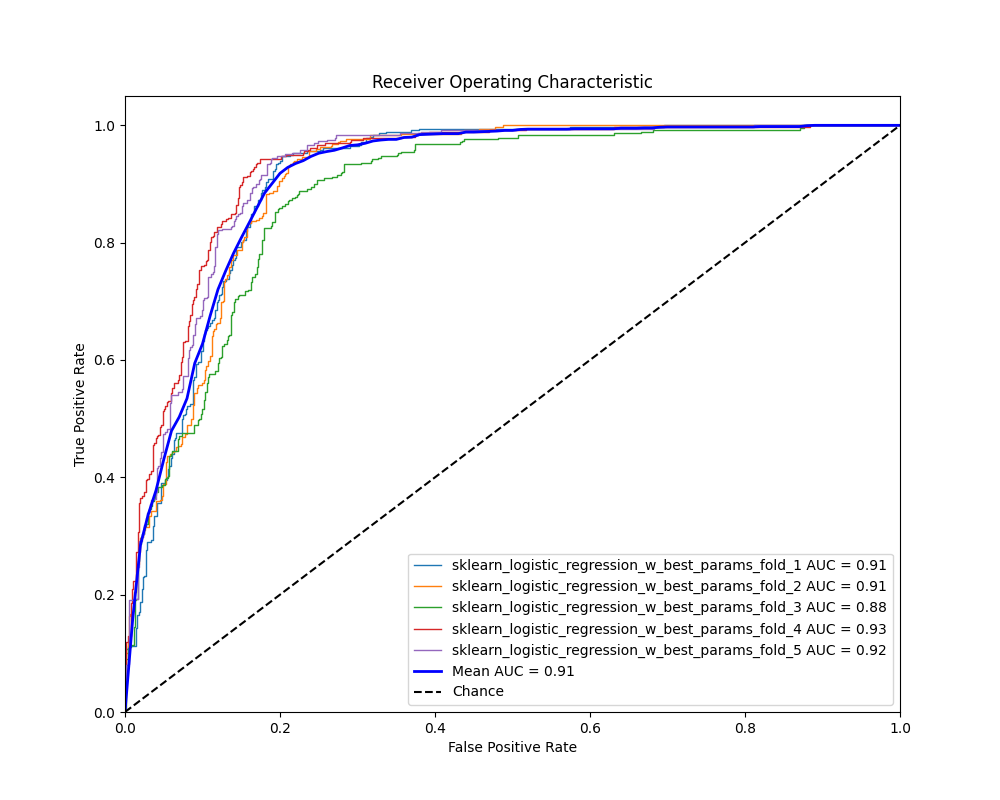 Receiver Operating Characteristic
True Positive Rate
1.0
0.8
0.6
0.4
0.2
0.0
sklearn_logistic_regression_w_best_params_fold_1 AUC = 0.91
sklearn_logistic_regression_w_best_params_fold_2 AUC = 0.91
sklearn_logistic_regression_w_best_params_fold_3 AUC = 0.88
sklearn_logistic_regression_w_best_params_fold_4 AUC = 0.93
sklearn_logistic_regression_w_best_params_fold_5 AUC = 0.92
Mean AUC = 0.91
Chance
0.0 0.2 0.4 0.6 0.8 1.0
False Positive Rate